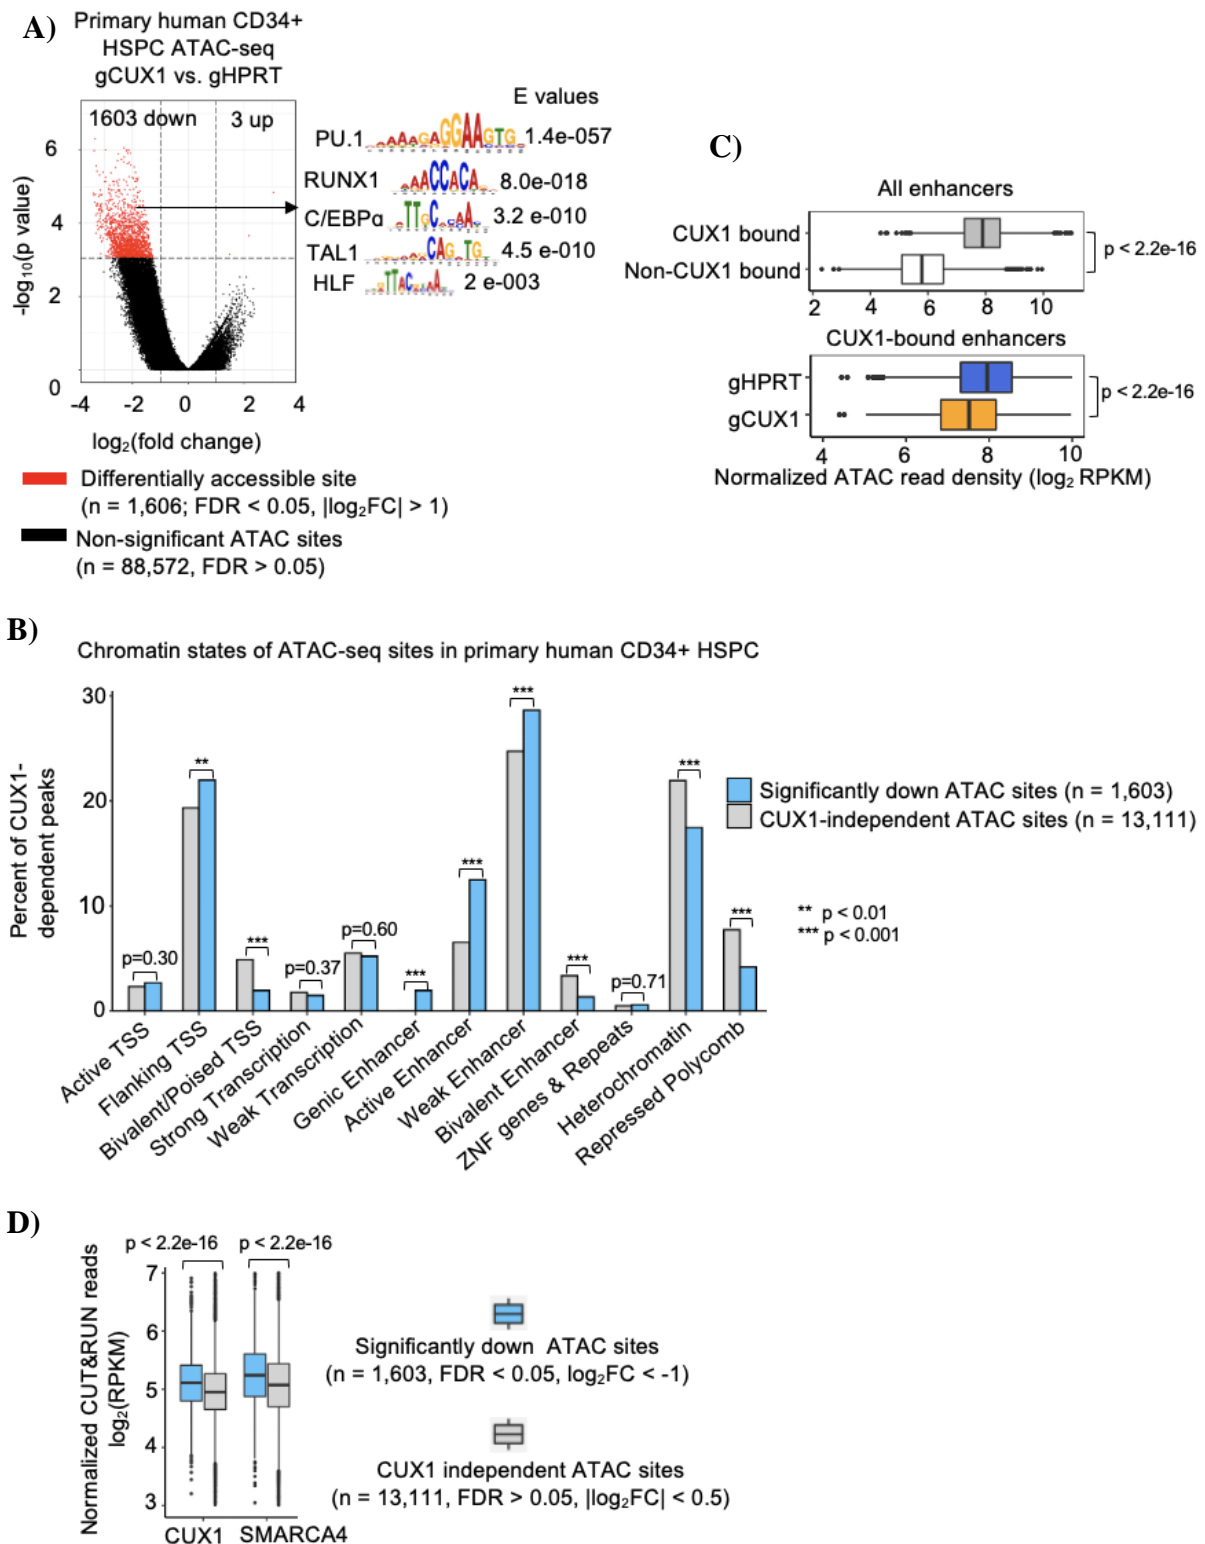 A)
Primary human CD34+
HSPC ATAC-seq
gCUX1 vs. gHPRT
1603 down
3 up
-log10(p value)
6
4
2
0
-4
-2
0
2
4
log2(fold change)
E values
PU.1
1.4e-057
RUNX1
8.0e-018
C/EBPα
3.2 e-010
TAL1
4.5 e-010
HLF
2 e-003
Differentially accessible site
(n = 1,606; FDR < 0.05, |log2FC| > 1)
Non-significant ATAC sites
(n = 88,572, FDR > 0.05)
C)
All enhancers
CUX1 bound
Non-CUX1 bound
p < 2.2e-16
2
4
6
8
10
CUX1-bound enhancers
gHPRT
gCUX1
p < 2.2e-16
4
6
8
10
Normalized ATAC read density (log2 RPKM)
B)
Chromatin states of ATAC-seq sites in primary human CD34+ HSPC
Percent of CUX1-
dependent peaks
30
20
10
0
p=0.30
**
***
p=0.37
p=0.60
***
***
***
***
p=0.71
***
***
Active TSS
Flanking TSS
Bivalent/Poised TSS
Strong Transcription
Weak Transcription
Genic Enhancer
Active Enhancer
Weak Enhancer
Bivalent Enhancer
ZNF genes & Repeats
Heterochromatin
Repressed Polycomb
Significantly down ATAC sites (n = 1,603)
CUX1-independent ATAC sites (n = 13,111)
** p < 0.01
*** p < 0.001
D)
Normalized CUT&RUN reads
log2(RPKM)
p < 2.2e-16
p < 2.2e-16
7
6
5
4
3
CUX1
SMARCA4
Significantly down ATAC sites
(n = 1,603, FDR < 0.05, log2FC < -1)
CUX1 independent ATAC sites
(n = 13,111, FDR > 0.05, |log2FC| < 0.5)